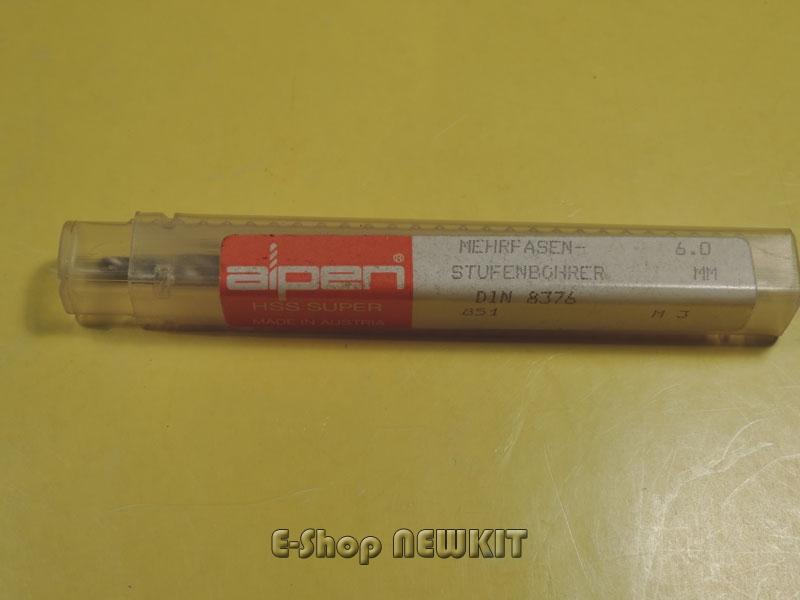 alpen®
HSS-SUPER
MADE IN AUSTRIA
MEHRFASEN- 6.0
STUFENBOHRER MM
DIN 8376
851 M 3
E-Shop NEWKIT